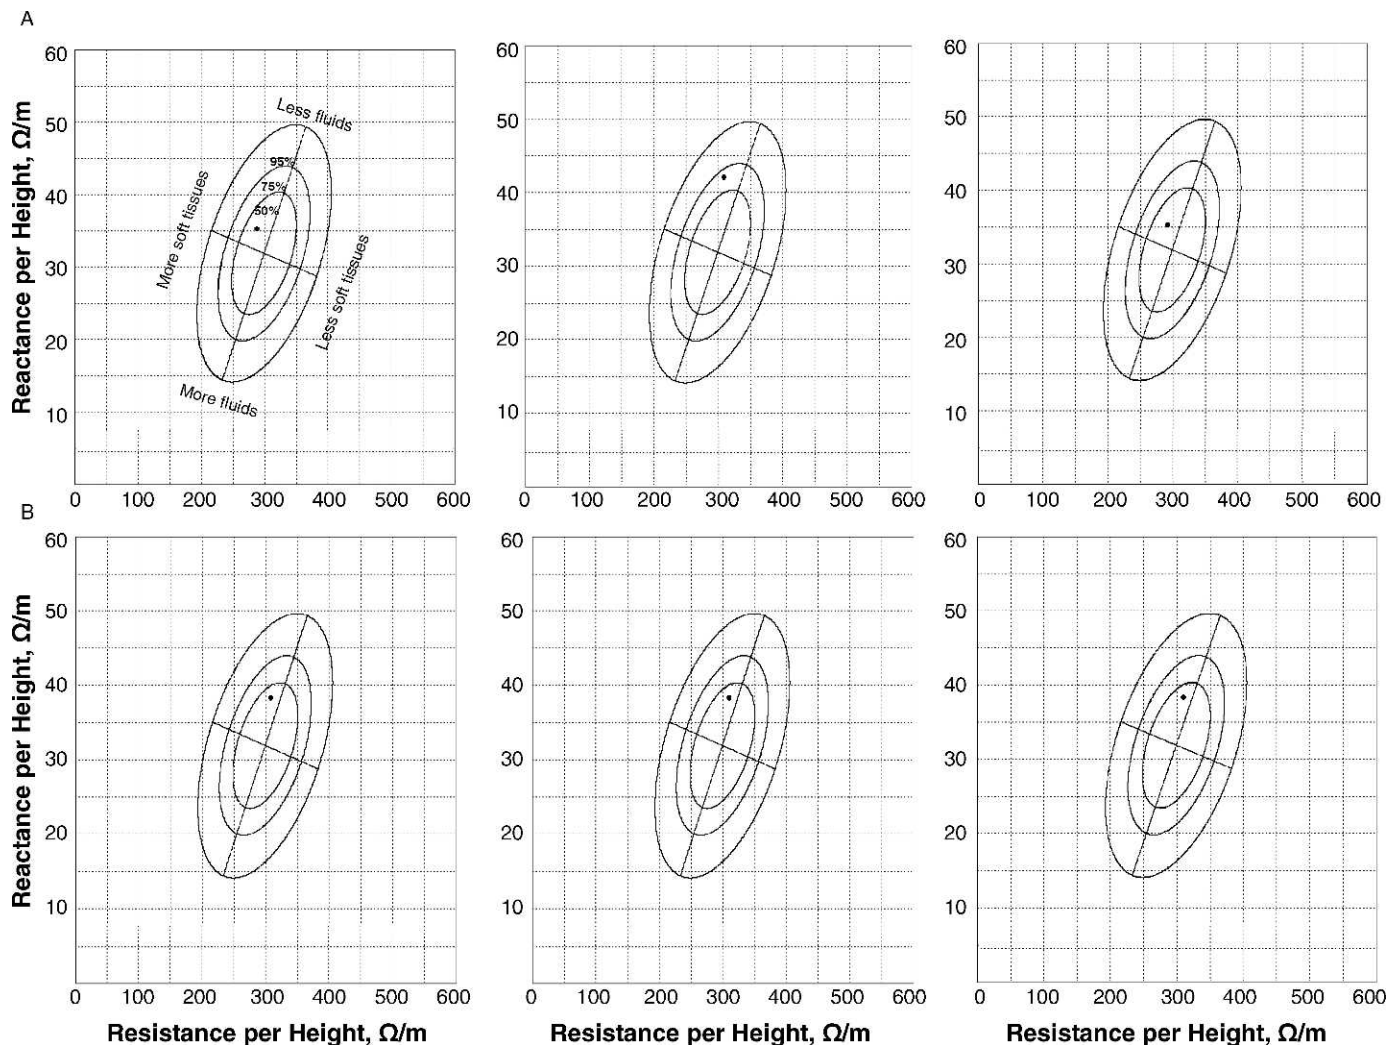 A
60
50
40
30
20
10
0 100 200 300 400 500 600
Reactance per Height, Ω/m
Less fluids
95%
75%
50%
More soft tissues
Less soft tissues
More fluids
60
50
40
30
20
10
0 100 200 300 400 500 600
60
50
40
30
20
10
0 100 200 300 400 500 600
B
60
50
40
30
20
10
0 100 200 300 400 500 600
Reactance per Height, Ω/m
Resistance per Height, Ω/m
60
50
40
30
20
10
0 100 200 300 400 500 600
Resistance per Height, Ω/m
60
50
40
30
20
10
0 100 200 300 400 500 600
Resistance per Height, Ω/m